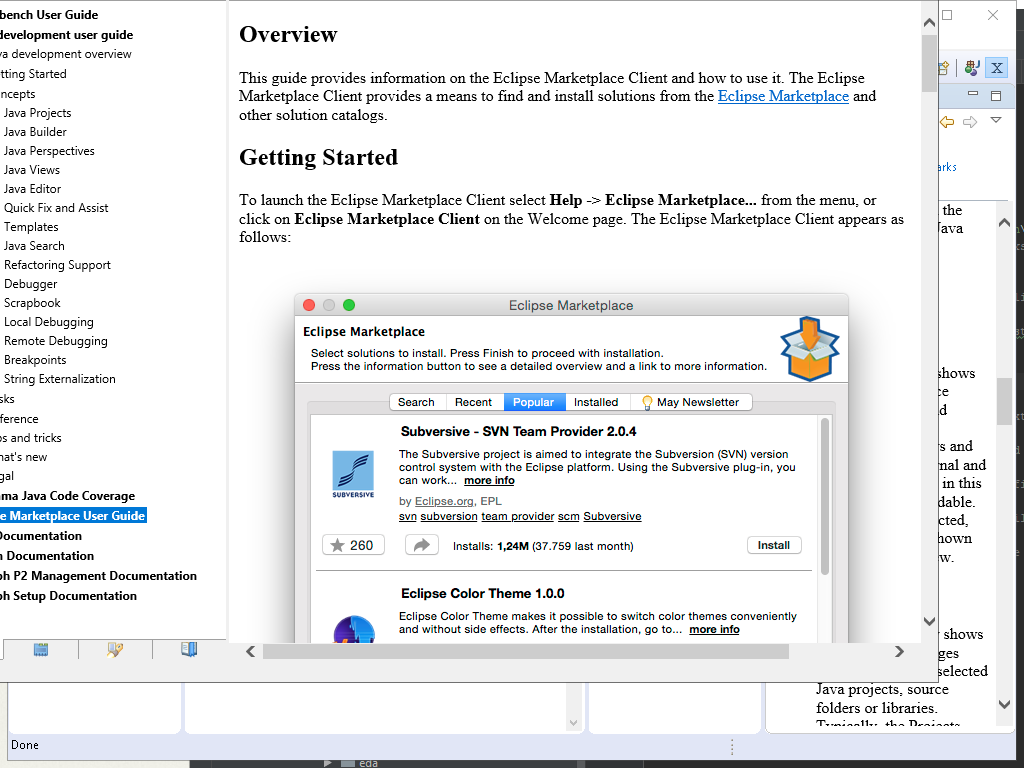 bench User Guide
development user guide
va development overview
tting Started
ncepts
Java Projects
Java Builder
Java Perspectives
Java Views
Java Editor
Quick Fix and Assist
Templates
Java Search
Refactoring Support
Debugger
Scrapbook
Local Debugging
Remote Debugging
Breakpoints
String Externalization
sks
ference
os and tricks
hat's new
gal
ma Java Code Coverage
e Marketplace User Guide
Documentation
n Documentation
ph P2 Management Documentation
ph Setup Documentation
Overview
This guide provides information on the Eclipse Marketplace Client and how to use it. The Eclipse
Marketplace Client provides a means to find and install solutions from the Eclipse Marketplace and
other solution catalogs.
Getting Started
To launch the Eclipse Marketplace Client select Help -> Eclipse Marketplace... from the menu, or
click on Eclipse Marketplace Client on the Welcome page. The Eclipse Marketplace Client appears as
follows:
Eclipse Marketplace
Eclipse Marketplace
Select solutions to install. Press Finish to proceed with installation.
Press the information button to see a detailed overview and a link to more information.
Search Recent Popular Installed May Newsletter
Subversive - SVN Team Provider 2.0.4
The Subversive project is aimed to integrate the Subversion (SVN) version
control system with the Eclipse platform. Using the Subversive plug-in, you
can work... more info
SUBVERSIVE
by Eclipse.org, EPL
svn subversion team provider scm Subversive
260 Installs: 1,24M (37.759 last month) Install
Eclipse Color Theme 1.0.0
Eclipse Color Theme makes it possible to switch color themes conveniently
and without side effects. After the installation, go to... more info
arks
the
Java
shows
ce
d
s and
nal and
in this
dable.
cted,
nown
w.
shows
ges
selected
Java projects, source
folders or libraries.
Typically, the Projects
Done
eda